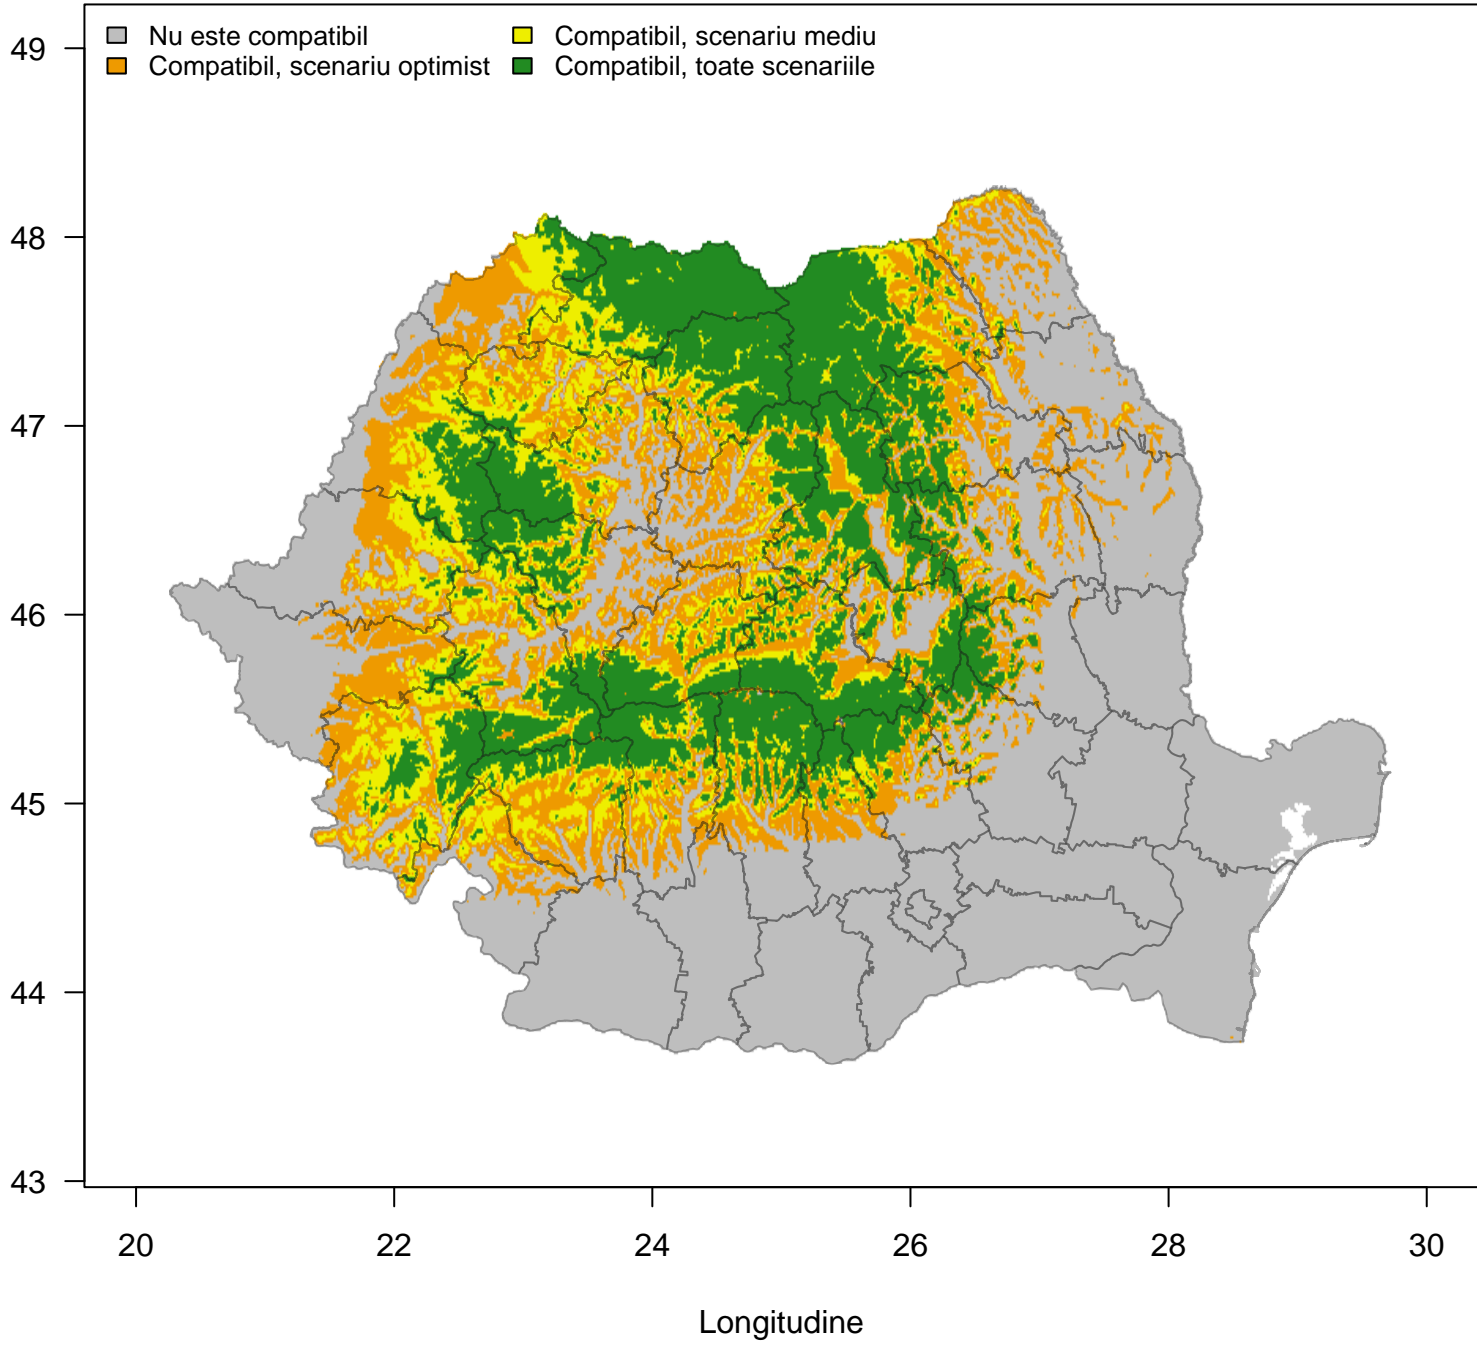 Nu este compatibil
Compatibil, scenariu optimist
Compatibil, scenariu mediu
Compatibil, toate scenariile
49
48
47
46
45
44
43
20 22 24 26 28 30
Longitudine